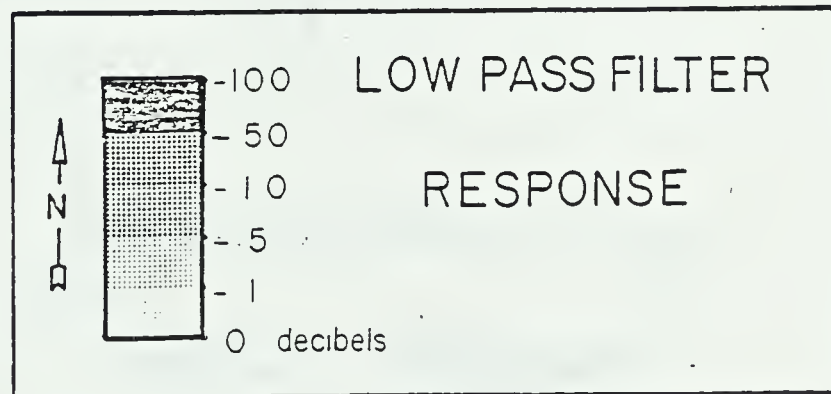 -100 LOW PASS FILTER
-50
-10 RESPONSE
-5
-1
0 decibels
N